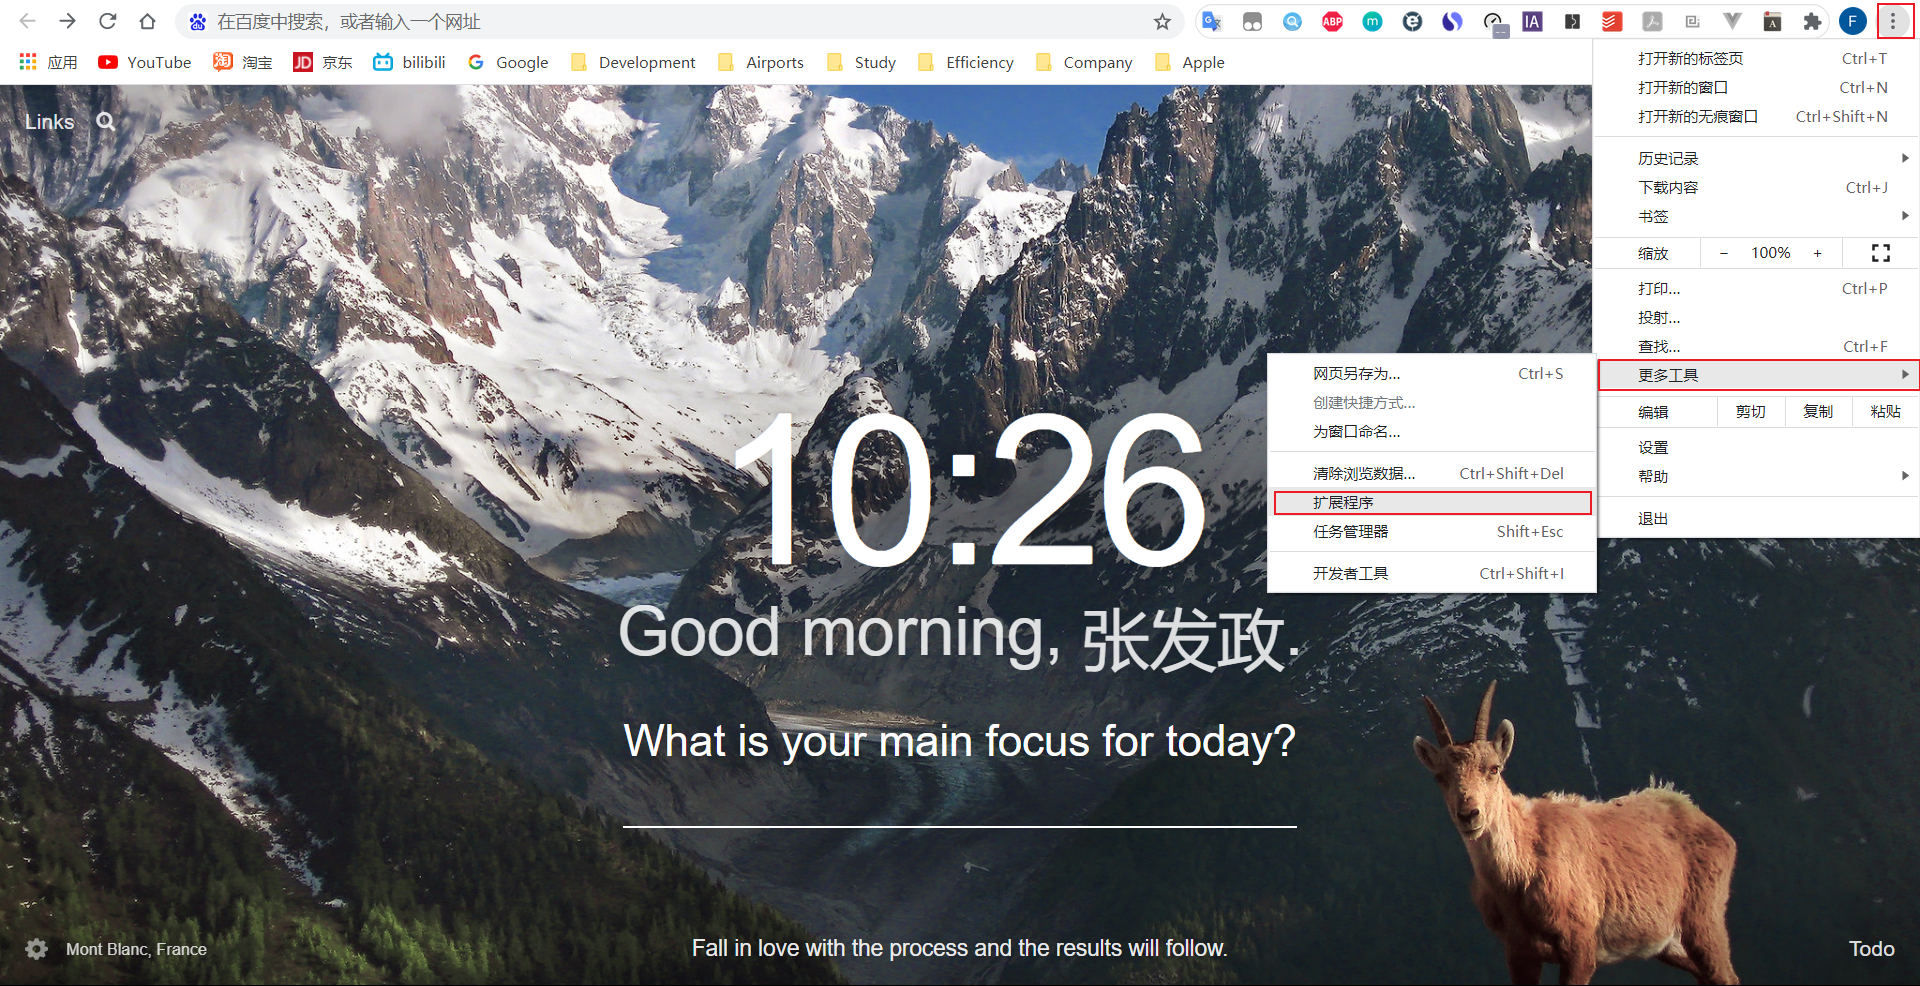 在百度中搜索，或者输入一个网址
ABP
m
IA
A
F
应用 YouTube 淘 淘宝 JD 京东 bilibili Google Development Airports Study Efficiency Company Apple
Links
打开新的标签页 Ctrl+T
打开新的窗口 Ctrl+N
打开新的无痕窗口 Ctrl+Shift+N
历史记录
下载内容 Ctrl+J
书签
缩放 － 100% +
打印... Ctrl+P
投射...
查找... Ctrl+F
更多工具
编辑 剪切 复制 粘贴
设置
帮助
退出
网页另存为... Ctrl+S
创建快捷方式...
为窗口命名...
清除浏览数据... Ctrl+Shift+Del
扩展程序
任务管理器 Shift+Esc
开发者工具 Ctrl+Shift+I
10:26
Good morning, 张发政.
What is your main focus for today?
Fall in love with the process and the results will follow.
Mont Blanc, France
Todo